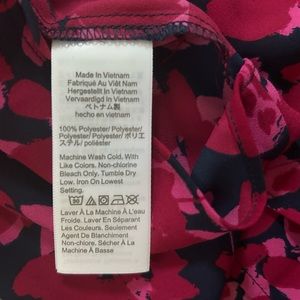 Made In Vietnam
Fabriqué Au Viêt Nam
Hergestellt In Vietnam
Vervaardigd In Vietnam
ベトナム製
hecho en vietnam
100% Polyester/ Polyester/
Polyester/ Polyester/ ポリエ
ステル/ poliéster
Machine Wash Cold, With
Like Colors. Non-chlorine
Bleach Only. Tumble Dry
Low. Iron On Lowest
Setting.
Laver À La Machine À L'eau
Froide. Laver En Séparant
Les Couleurs. Seulement
Agent De Blanchiment
Non-chlore. Sécher À La
Machine À Basse